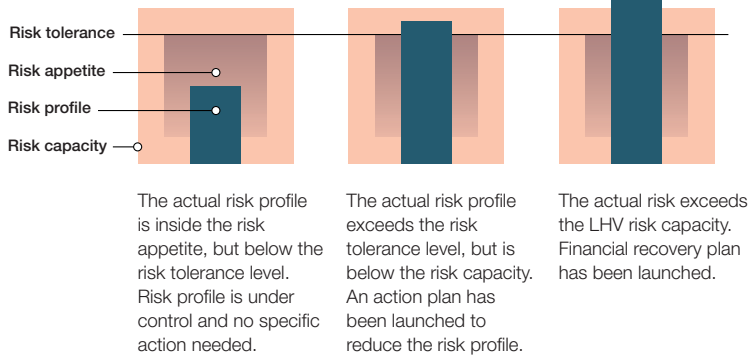 Risk tolerance
Risk appetite
Risk profile
Risk capacity
The actual risk profile
is inside the risk
appetite, but below the
risk tolerance level.
Risk profile is under
control and no specific
action needed.
The actual risk profile
exceeds the risk
tolerance level, but is
below the risk capacity.
An action plan has
been launched to
reduce the risk profile.
The actual risk exceeds
the LHV risk capacity.
Financial recovery plan
has been launched.